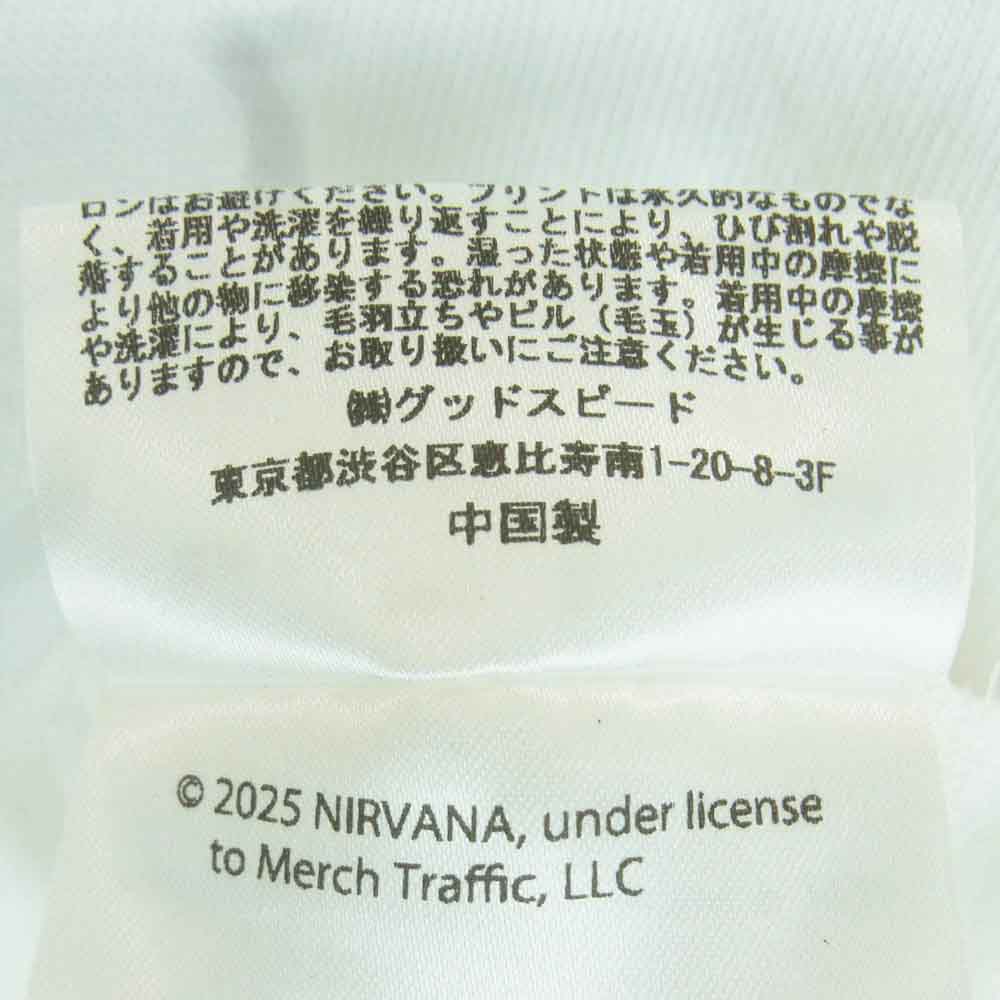 ロンはお避けください。プリントは永久的なものでな
く、着用や洗濯を繰り返すことにより、ひび割れや脱
落することがあります。湿った状態や着用中の摩擦に
より他の物に移染する恐れがあります。着用中の摩擦
や洗濯により、毛羽立ちやピル（毛玉）が生じる事が
ありますので、お取り扱いにご注意ください。
㈱グッドスピード
東京都渋谷区恵比寿南1-20-8-3F
中国製
© 2025 NIRVANA, under license
to Merch Traffic, LLC